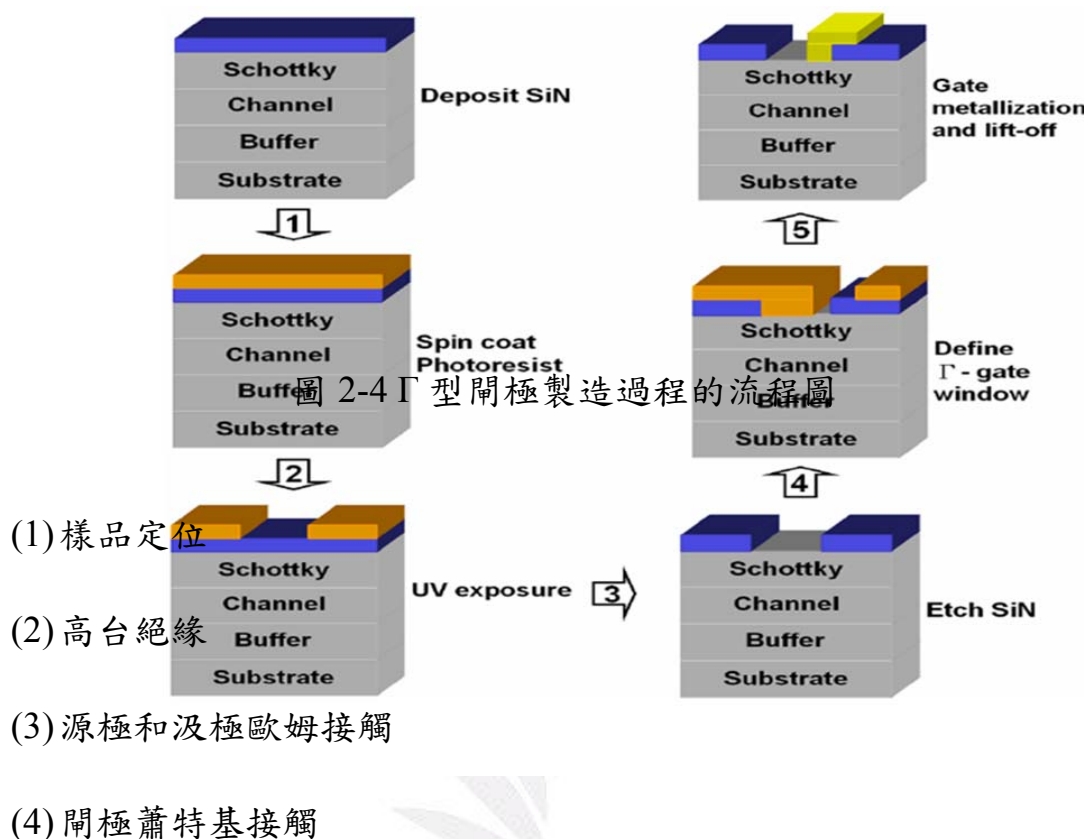 Schottky
Channel
Buffer
Substrate
Deposit SiN
1
Schottky
Channel
Buffer
Substrate
Spin coat
Photoresist
2
Schottky
Channel
Buffer
Substrate
UV exposure
3
Schottky
Channel
Buffer
Substrate
Etch SiN
4
Schottky
Channel
Buffer
Substrate
Define
Γ - gate
window
5
Schottky
Channel
Buffer
Substrate
Gate
metallization
and lift-off
圖 2-4 Γ 型閘極製造過程的流程圖
(1)樣品定位
(2)高台絕緣
(3)源極和汲極歐姆接觸
(4)閘極蕭特基接觸